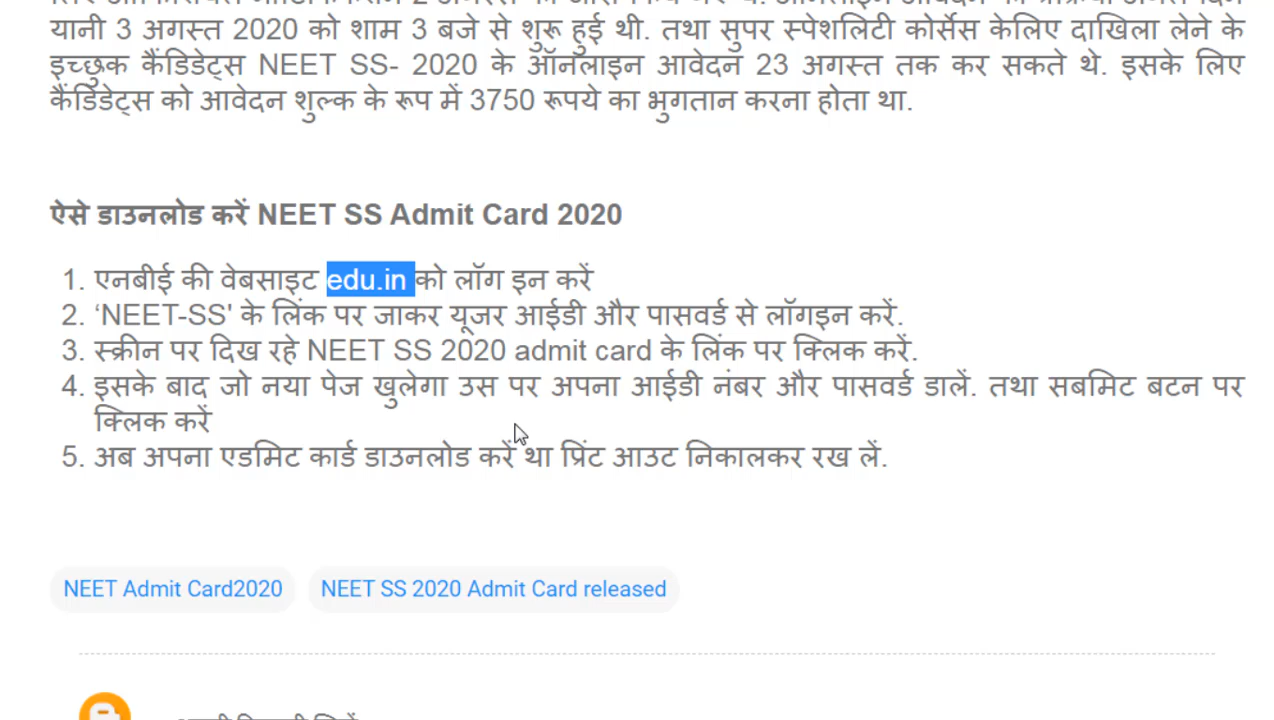 यानी 3 अगस्त 2020 को शाम 3 बजे से शुरू हुई थी. तथा सुपर स्पेशलिटी कोर्सेस केलिए दाखिला लेने के
इच्छुक कैंडिडेट्स NEET SS- 2020 के ऑनलाइन आवेदन 23 अगस्त तक कर सकते थे. इसके लिए
कैंडिडेट्स को आवेदन शुल्क के रूप में 3750 रूपये का भुगतान करना होता था.
ऐसे डाउनलोड करें NEET SS Admit Card 2020
1. एनबीई की वेबसाइट edu.in को लॉग इन करें
2. ‘NEET-SS' के लिंक पर जाकर यूजर आईडी और पासवर्ड से लॉगइन करें.
3. स्क्रीन पर दिख रहे NEET SS 2020 admit card के लिंक पर क्लिक करें.
4. इसके बाद जो नया पेज खुलेगा उस पर अपना आईडी नंबर और पासवर्ड डालें. तथा सबमिट बटन पर
क्लिक करें
5. अब अपना एडमिट कार्ड डाउनलोड करें था प्रिंट आउट निकालकर रख लें.
NEET Admit Card2020 NEET SS 2020 Admit Card released